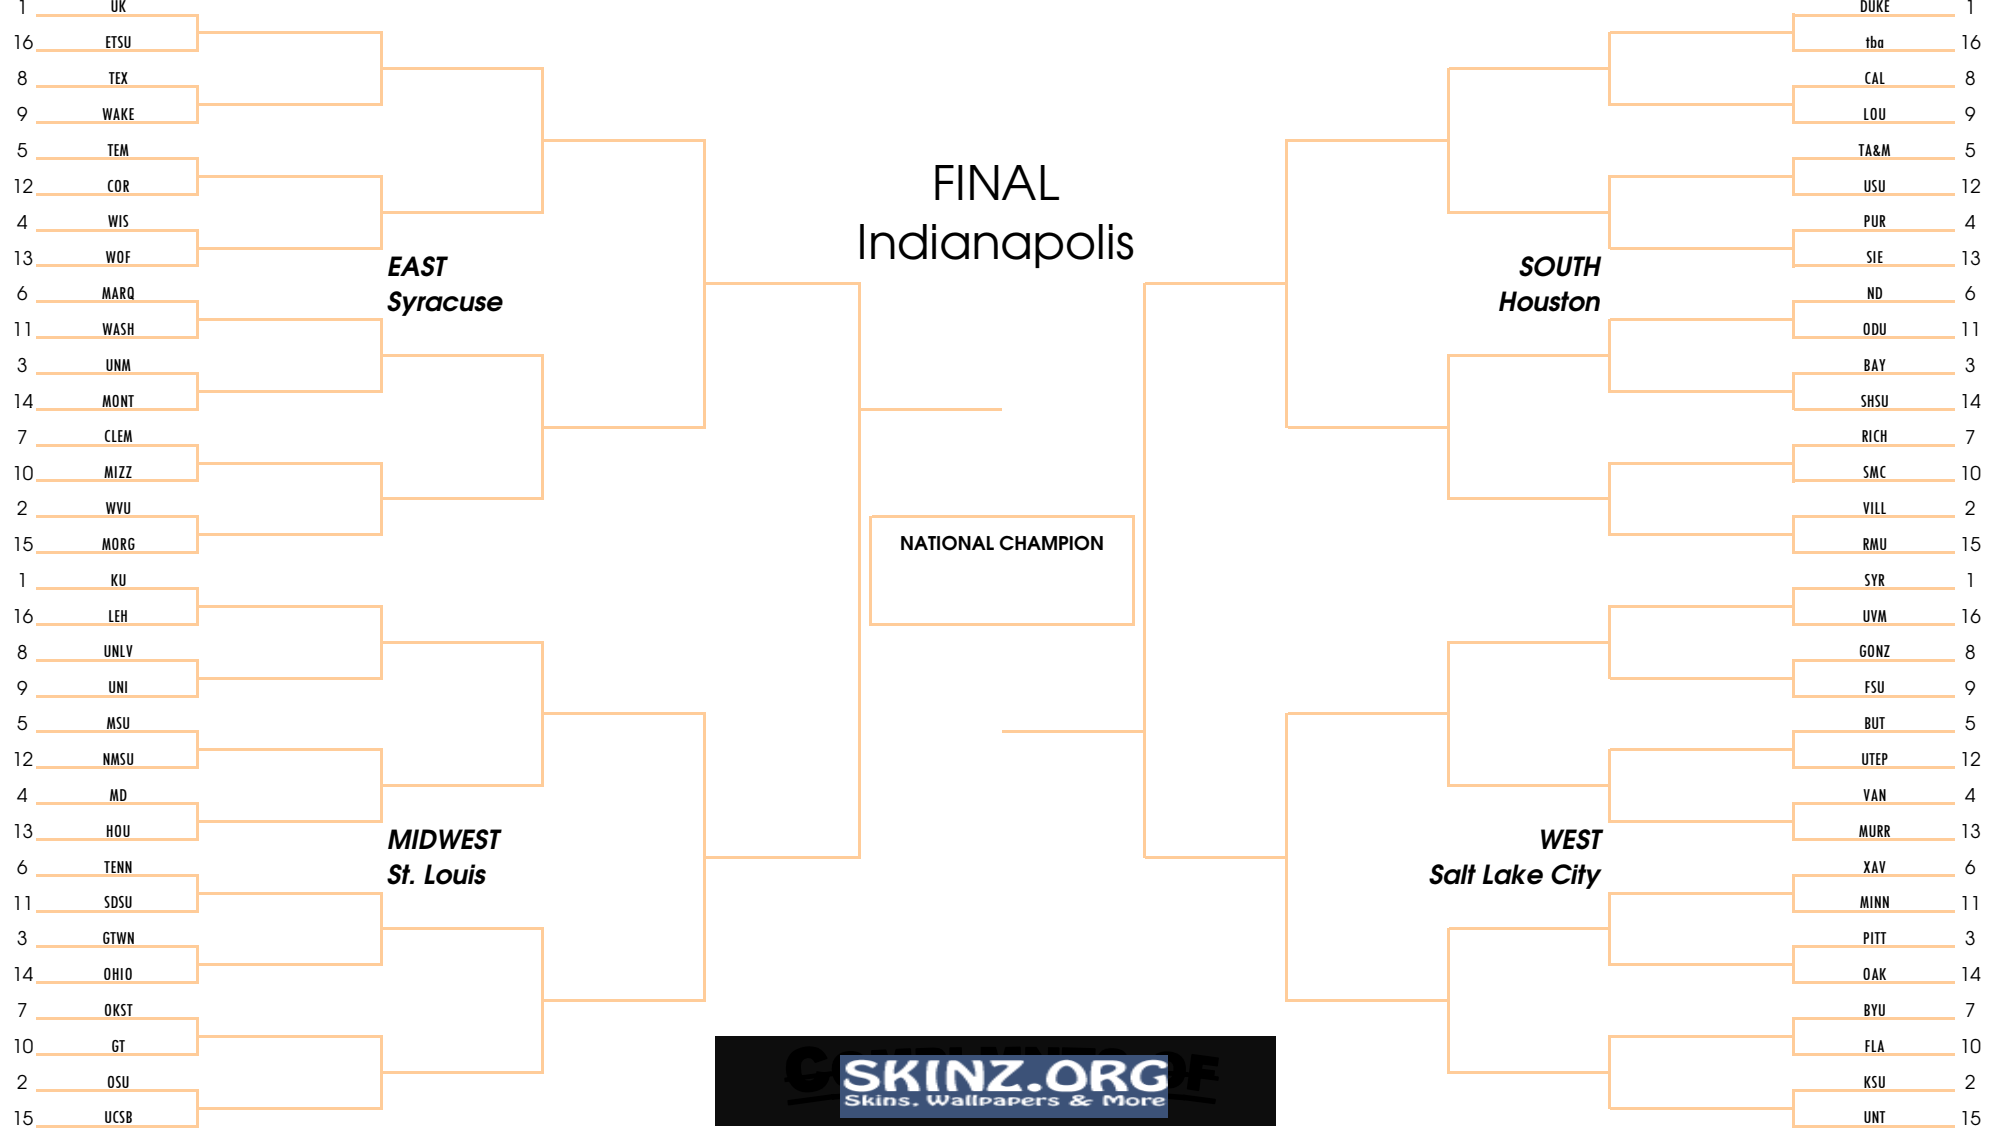 1 UK
16 ETSU
8 TEX
9 WAKE
5 TEM
12 COR
4 WIS
13 WOF
6 MARQ
11 WASH
3 UNM
14 MONT
7 CLEM
10 MIZZ
2 WVU
15 MORG
EAST
Syracuse
1 KU
16 LEH
8 UNLV
9 UNI
5 MSU
12 NMSU
4 MD
13 HOU
6 TENN
11 SDSU
3 GTWN
14 OHIO
7 OKST
10 GT
2 OSU
15 UCSB
MIDWEST
St. Louis
FINAL
Indianapolis
NATIONAL CHAMPION
DUKE 1
tba 16
CAL 8
LOU 9
TA&M 5
USU 12
PUR 4
SIE 13
ND 6
ODU 11
BAY 3
SHSU 14
RICH 7
SMC 10
VILL 2
RMU 15
SOUTH
Houston
SYR 1
UVM 16
GONZ 8
FSU 9
BUT 5
UTEP 12
VAN 4
MURR 13
XAV 6
MINN 11
PITT 3
OAK 14
BYU 7
FLA 10
KSU 2
UNT 15
WEST
Salt Lake City
OF
SKINZ.ORG
Skins, Wallpapers & More